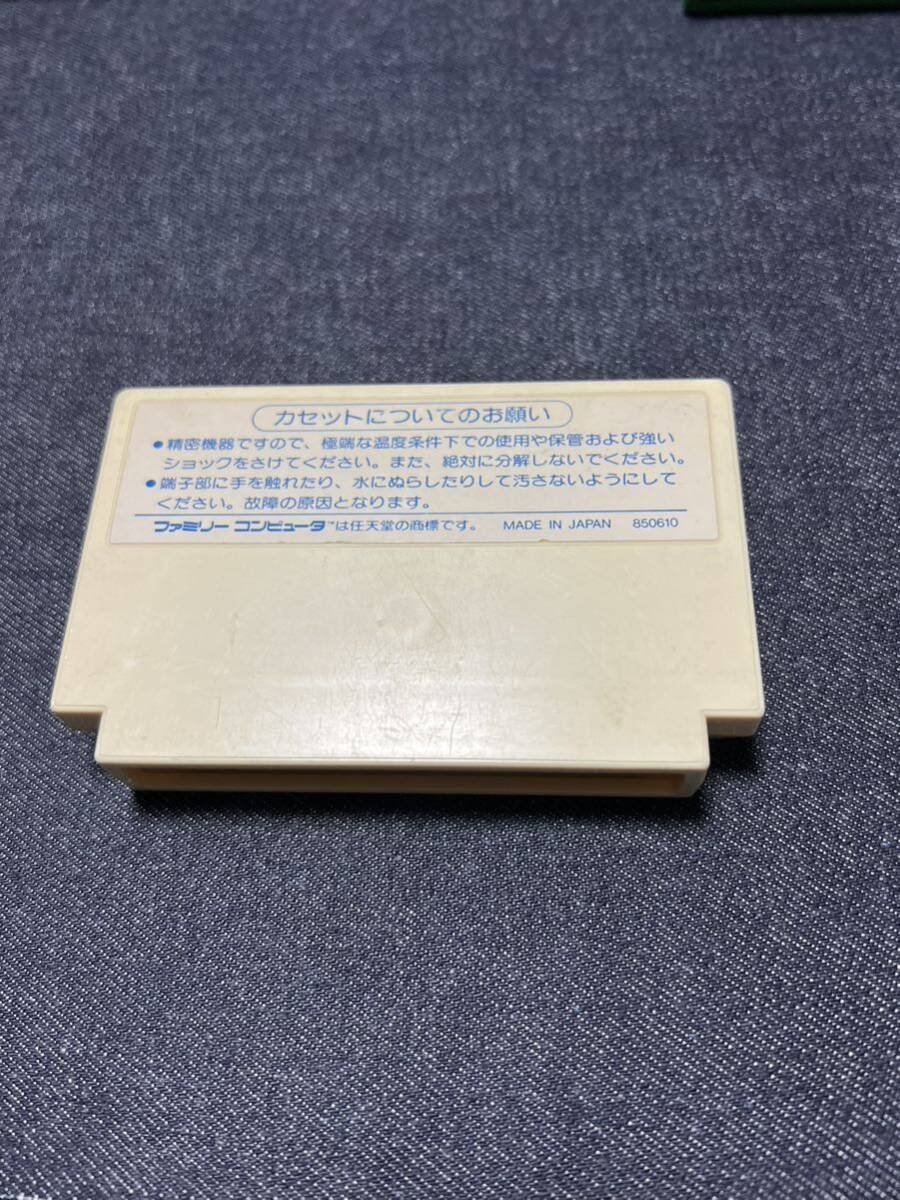 カセットについてのお願い
●精密機器ですので、極端な温度条件下での使用や保管および強い
ショックをさけてください。また、絶対に分解しないでください。
●端子部に手を触れたり、水にぬらしたりして汚さないようにして
ください。故障の原因となります。
ファミリー コンピュータ™は任天堂の商標です。 MADE IN JAPAN 850610